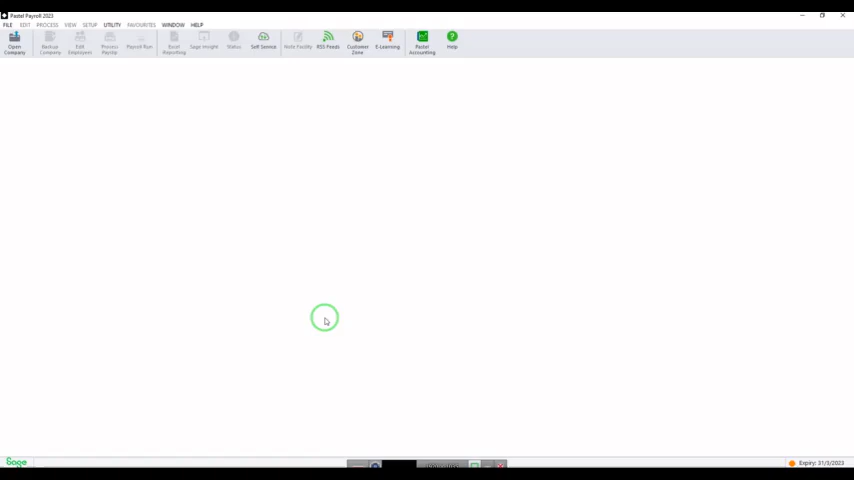 Pastel Payroll 2023
FILE EDIT PROCESS VIEW SETUP UTILITY FAVOURITES WINDOW HELP
Open Company
Backup Company
Edit Employees
Process Payslip
Payroll Run
Excel Reporting
Sage Insight
Status
Self Service
Note Facility
RSS Feeds
Customer Zone
E-Learning
Pastel Accounting
Help
sage
Expiry: 31/3/2023